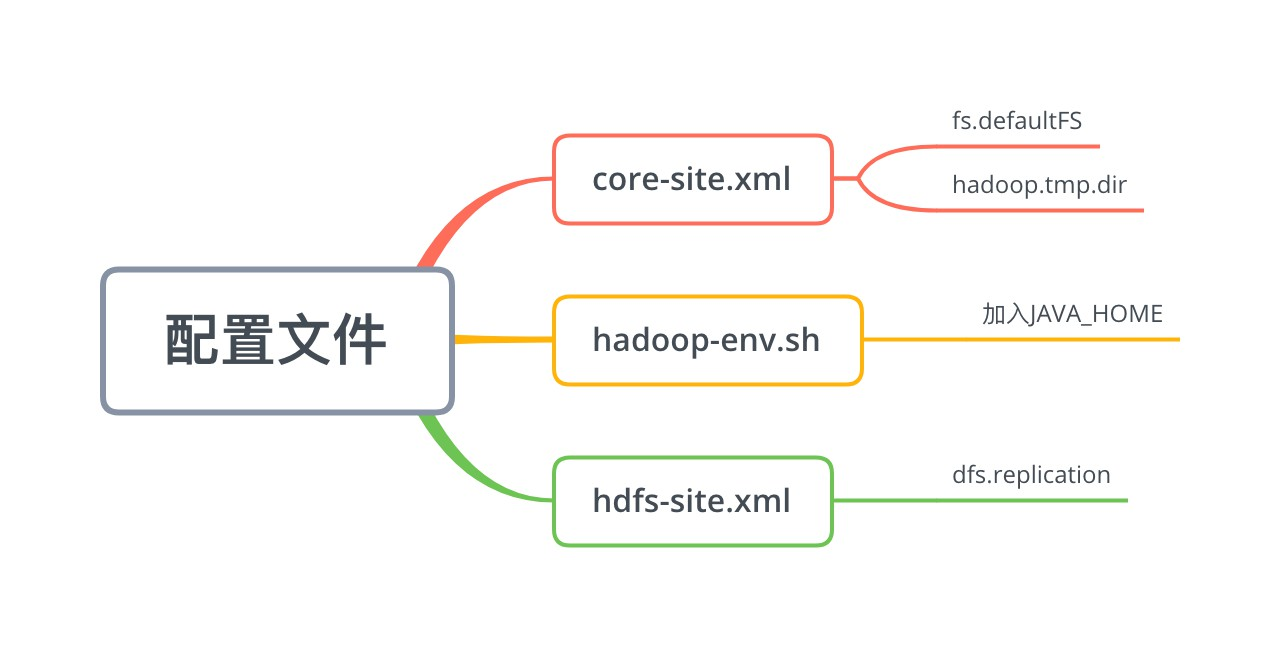 配置文件
core-site.xml
fs.defaultFS
hadoop.tmp.dir
hadoop-env.sh
加入JAVA_HOME
hdfs-site.xml
dfs.replication